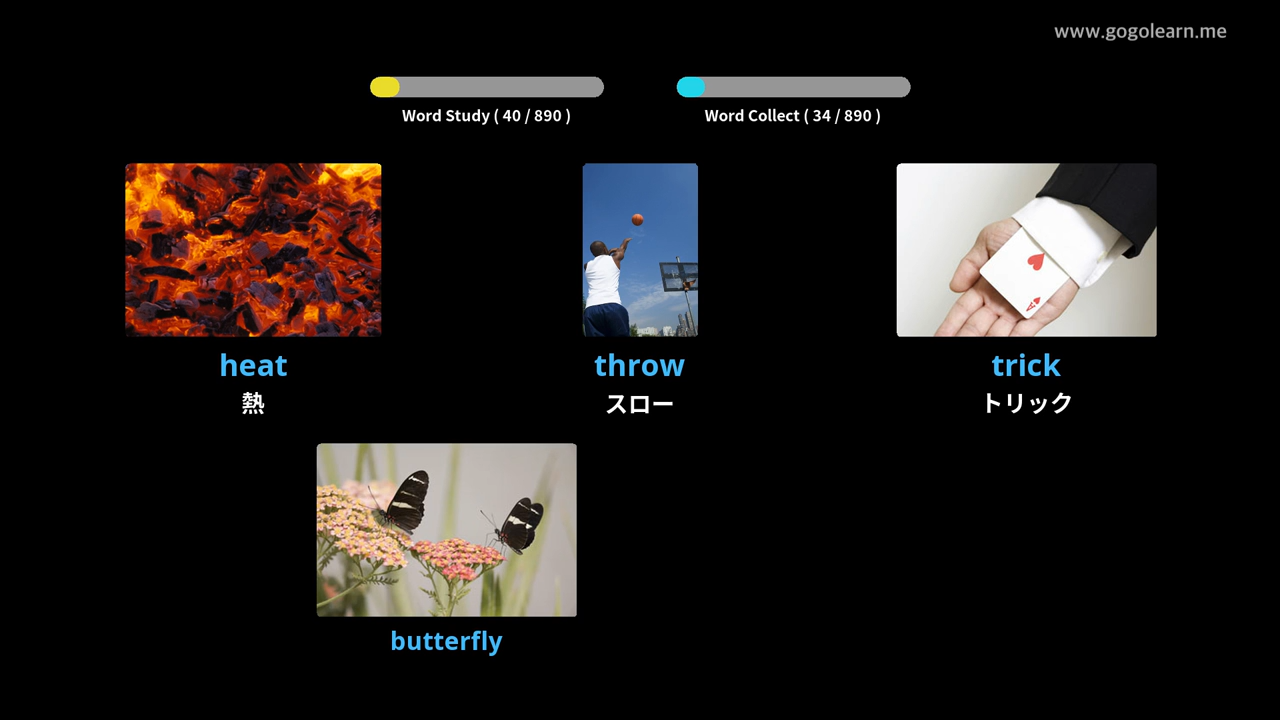 www.gogolearn.me
Word Study ( 40 / 890 )
Word Collect ( 34 / 890 )
heat
throw
trick
熱
スロー
トリック
butterfly